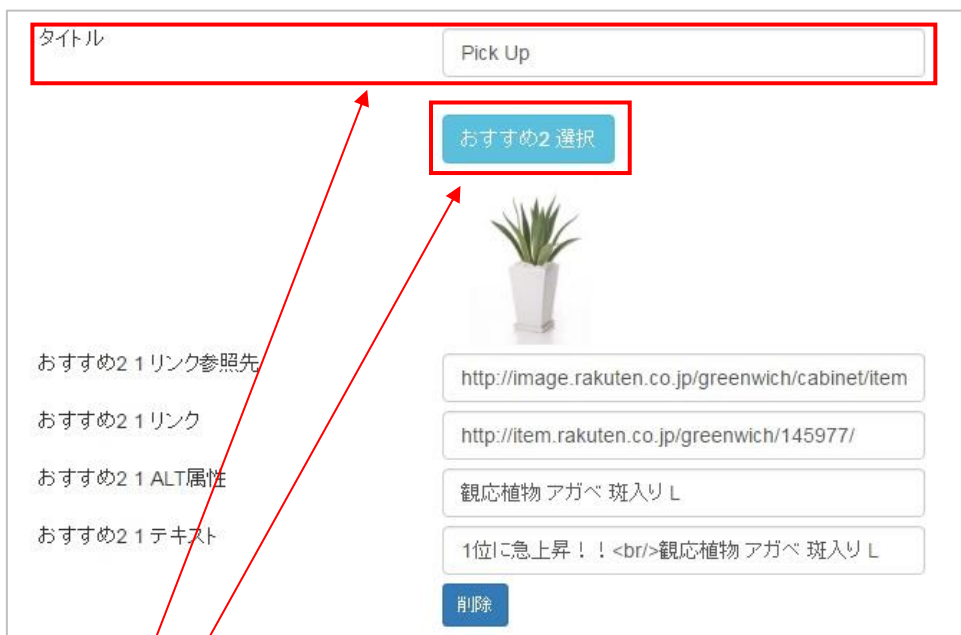 タイトル
Pick Up
おすすめ2 選択
おすすめ2 1 リンク参照先
http://image.rakuten.co.jp/greenwich/cabinet/item
おすすめ2 1 リンク
http://item.rakuten.co.jp/greenwich/145977/
おすすめ2 1 ALT属性
観応植物 アガベ 斑入り L
おすすめ2 1 テキスト
1位に急上昇！！<br/>観応植物 アガベ 斑入り L
削除